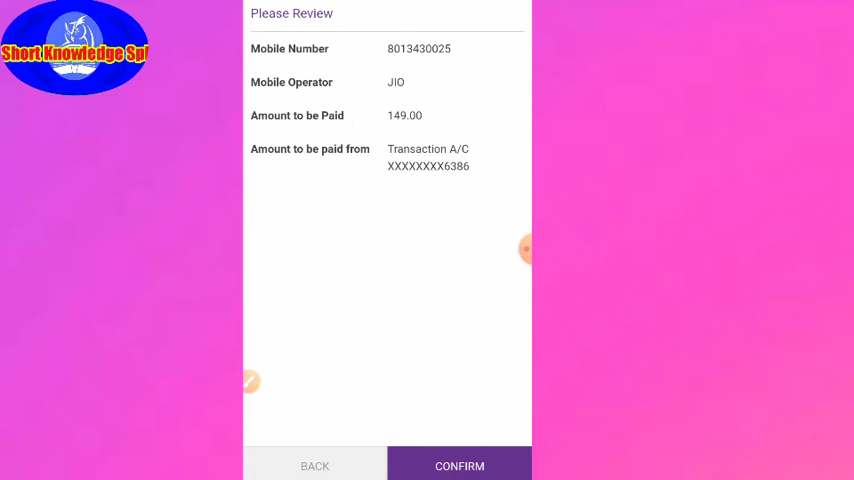 Please Review
Short Knowledge
Mobile Number 8013430025
Mobile Operator JIO
Amount to be Paid 149.00
Amount to be paid from Transaction A/C
XXXXXXXX6386
BACK CONFIRM